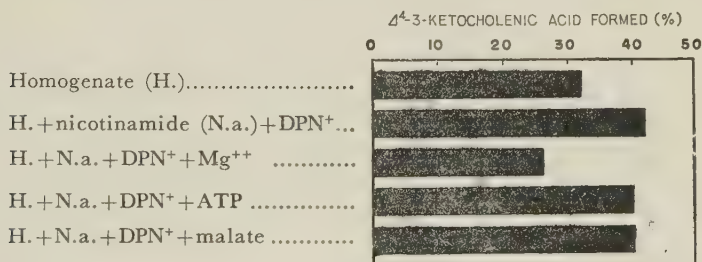 Δ⁴-3-KETOCHOLENIC ACID FORMED (%)
0 10 20 30 40 50
Homogenate (H.)....................
H.+nicotinamide (N.a.)+DPN⁺...
H.+N.a.+DPN⁺+Mg⁺⁺ ............
H.+N.a.+DPN⁺+ATP ..............
H.+N.a.+DPN⁺+malate ............